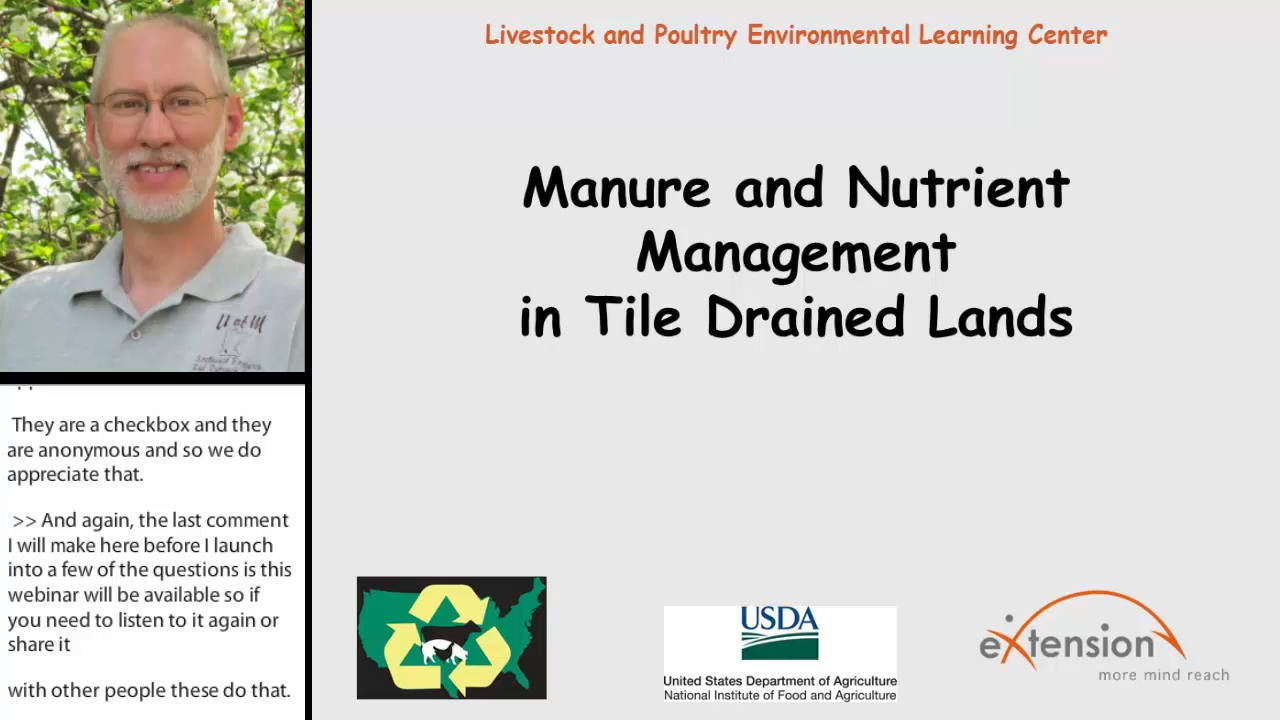 Livestock and Poultry Environmental Learning Center
Manure and Nutrient
Management
in Tile Drained Lands
U of M
They are a checkbox and they
are anonymous and so we do
appreciate that.
>> And again, the last comment
I will make here before I launch
into a few of the questions is this
webinar will be available so if
you need to listen to it again or
share it
with other people these do that.
USDA
United States Department of Agriculture
National Institute of Food and Agriculture
eXtension
more mind reach